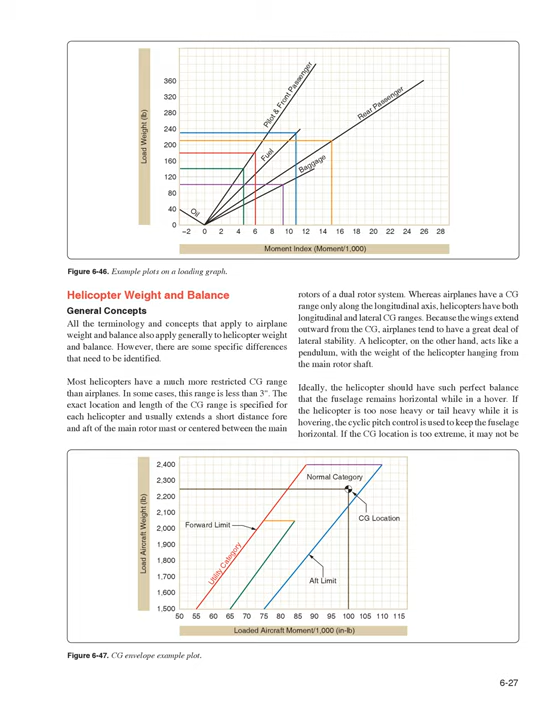 360
320
280
240
200
160
120
80
40
0
Load Weight (lb)
Pilot & Front Passenger
Rear Passenger
Fuel
Baggage
Oil
−2 0 2 4 6 8 10 12 14 16 18 20 22 24 26 28
Moment Index (Moment/1,000)
Figure 6-46. Example plots on a loading graph.
Helicopter Weight and Balance
General Concepts
All the terminology and concepts that apply to airplane
weight and balance also apply generally to helicopter weight
and balance. However, there are some specific differences
that need to be identified.
Most helicopters have a much more restricted CG range
than airplanes. In some cases, this range is less than 3". The
exact location and length of the CG range is specified for
each helicopter and usually extends a short distance fore
and aft of the main rotor mast or centered between the main
rotors of a dual rotor system. Whereas airplanes have a CG
range only along the longitudinal axis, helicopters have both
longitudinal and lateral CG ranges. Because the wings extend
outward from the CG, airplanes tend to have a great deal of
lateral stability. A helicopter, on the other hand, acts like a
pendulum, with the weight of the helicopter hanging from
the main rotor shaft.
Ideally, the helicopter should have such perfect balance
that the fuselage remains horizontal while in a hover. If
the helicopter is too nose heavy or tail heavy while it is
hovering, the cyclic pitch control is used to keep the fuselage
horizontal. If the CG location is too extreme, it may not be
2,400
2,300
2,200
2,100
2,000
1,900
1,800
1,700
1,600
1,500
Loaded Aircraft Weight (lb)
Normal Category
CG Location
Forward Limit
Utility Category
Aft Limit
50 55 60 65 70 75 80 85 90 95 100 105 110 115
Loaded Aircraft Moment/1,000 (in-lb)
Figure 6-47. CG envelope example plot.
6-27